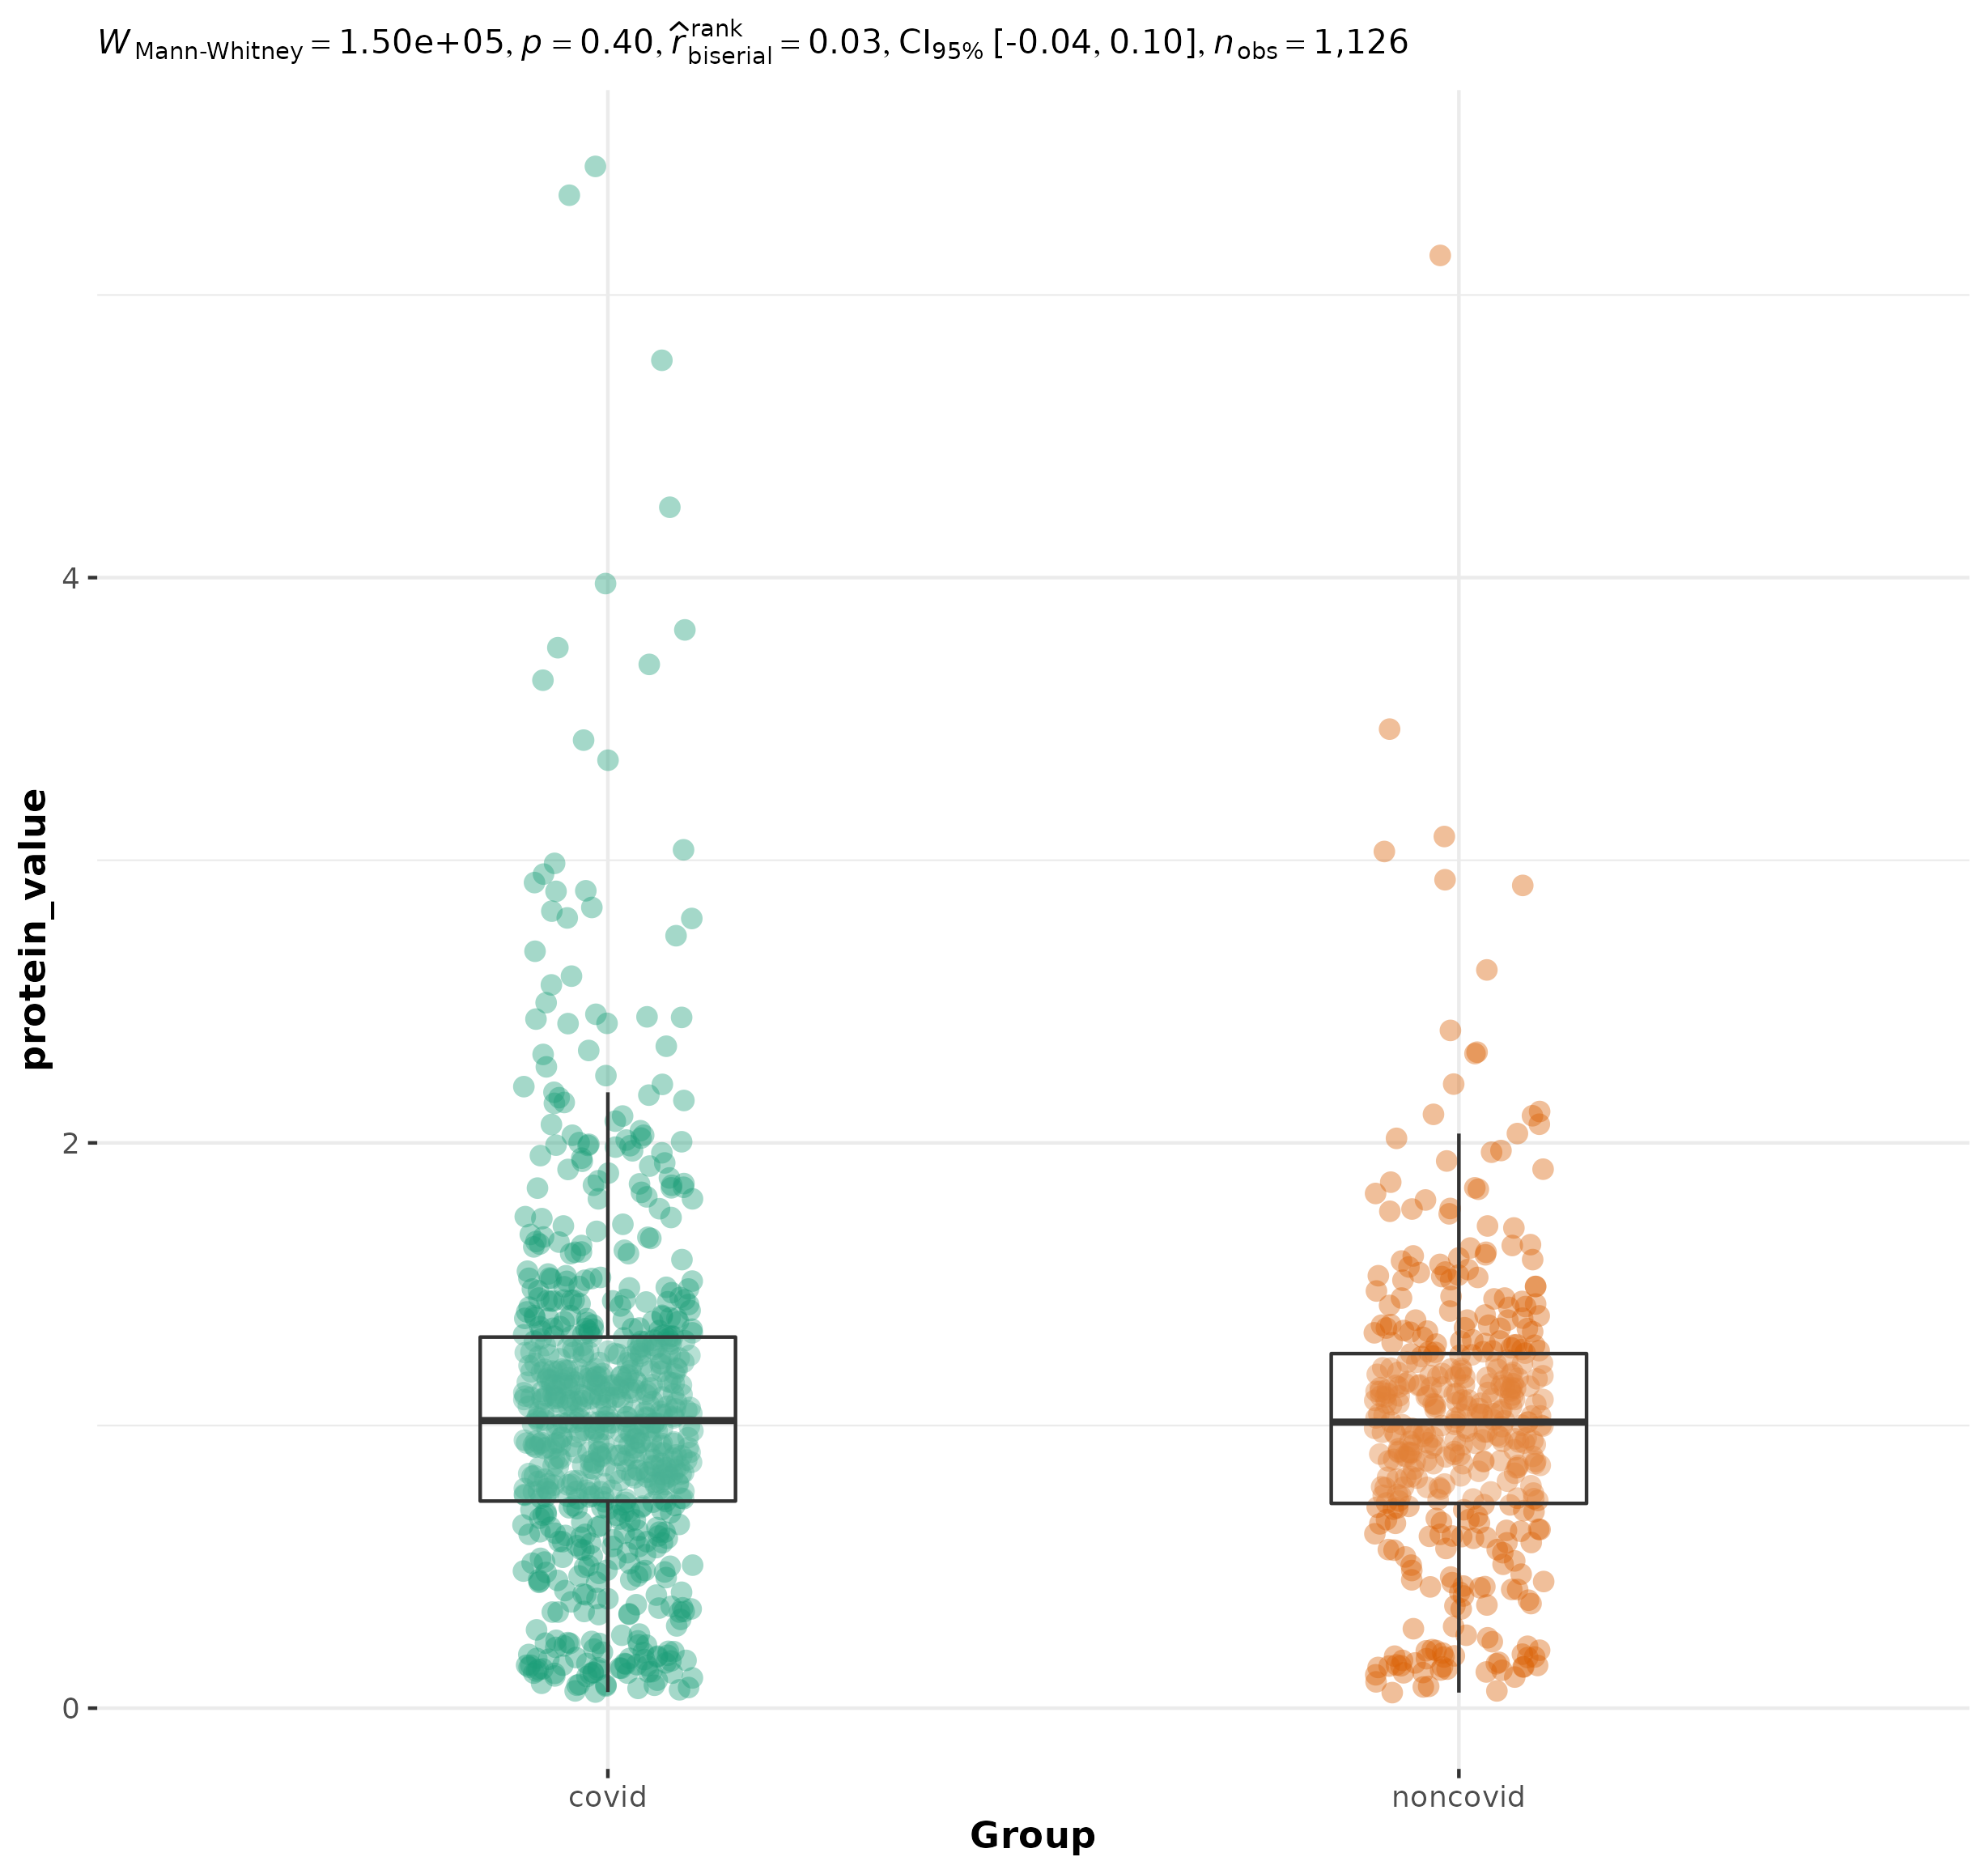 W Mann-Whitney = 1.50e+05, p = 0.40, r̂ rank biserial = 0.03, CI95% [-0.04, 0.10], nobs = 1,126
4
2
0
protein_value
covid noncovid
Group